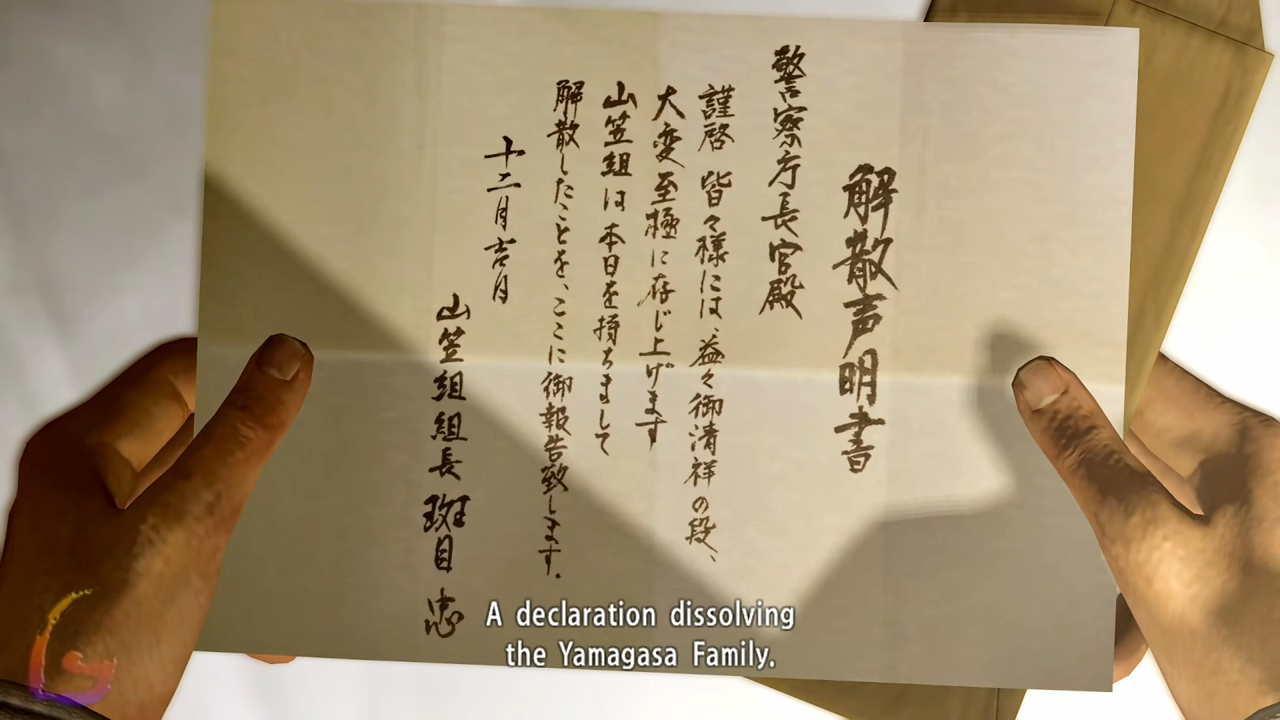 解散声明書
警察庁長官殿
謹啓 皆々様には、益々御清祥の段、
大変至極に存じ上げます
山笠組は本日を持ちまして
解散したことを、ここに御報告致します。
十二月吉日
山笠組組長 斑目 忠
A declaration dissolving
the Yamagasa Family.